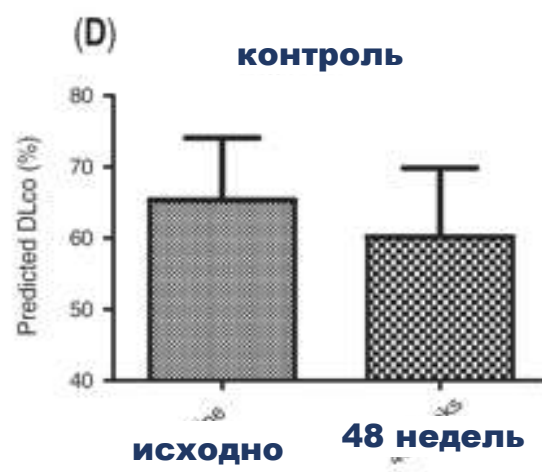 (D)
контроль
80
70
60
50
40
Predicted DLco (%)
исходно
48 недель